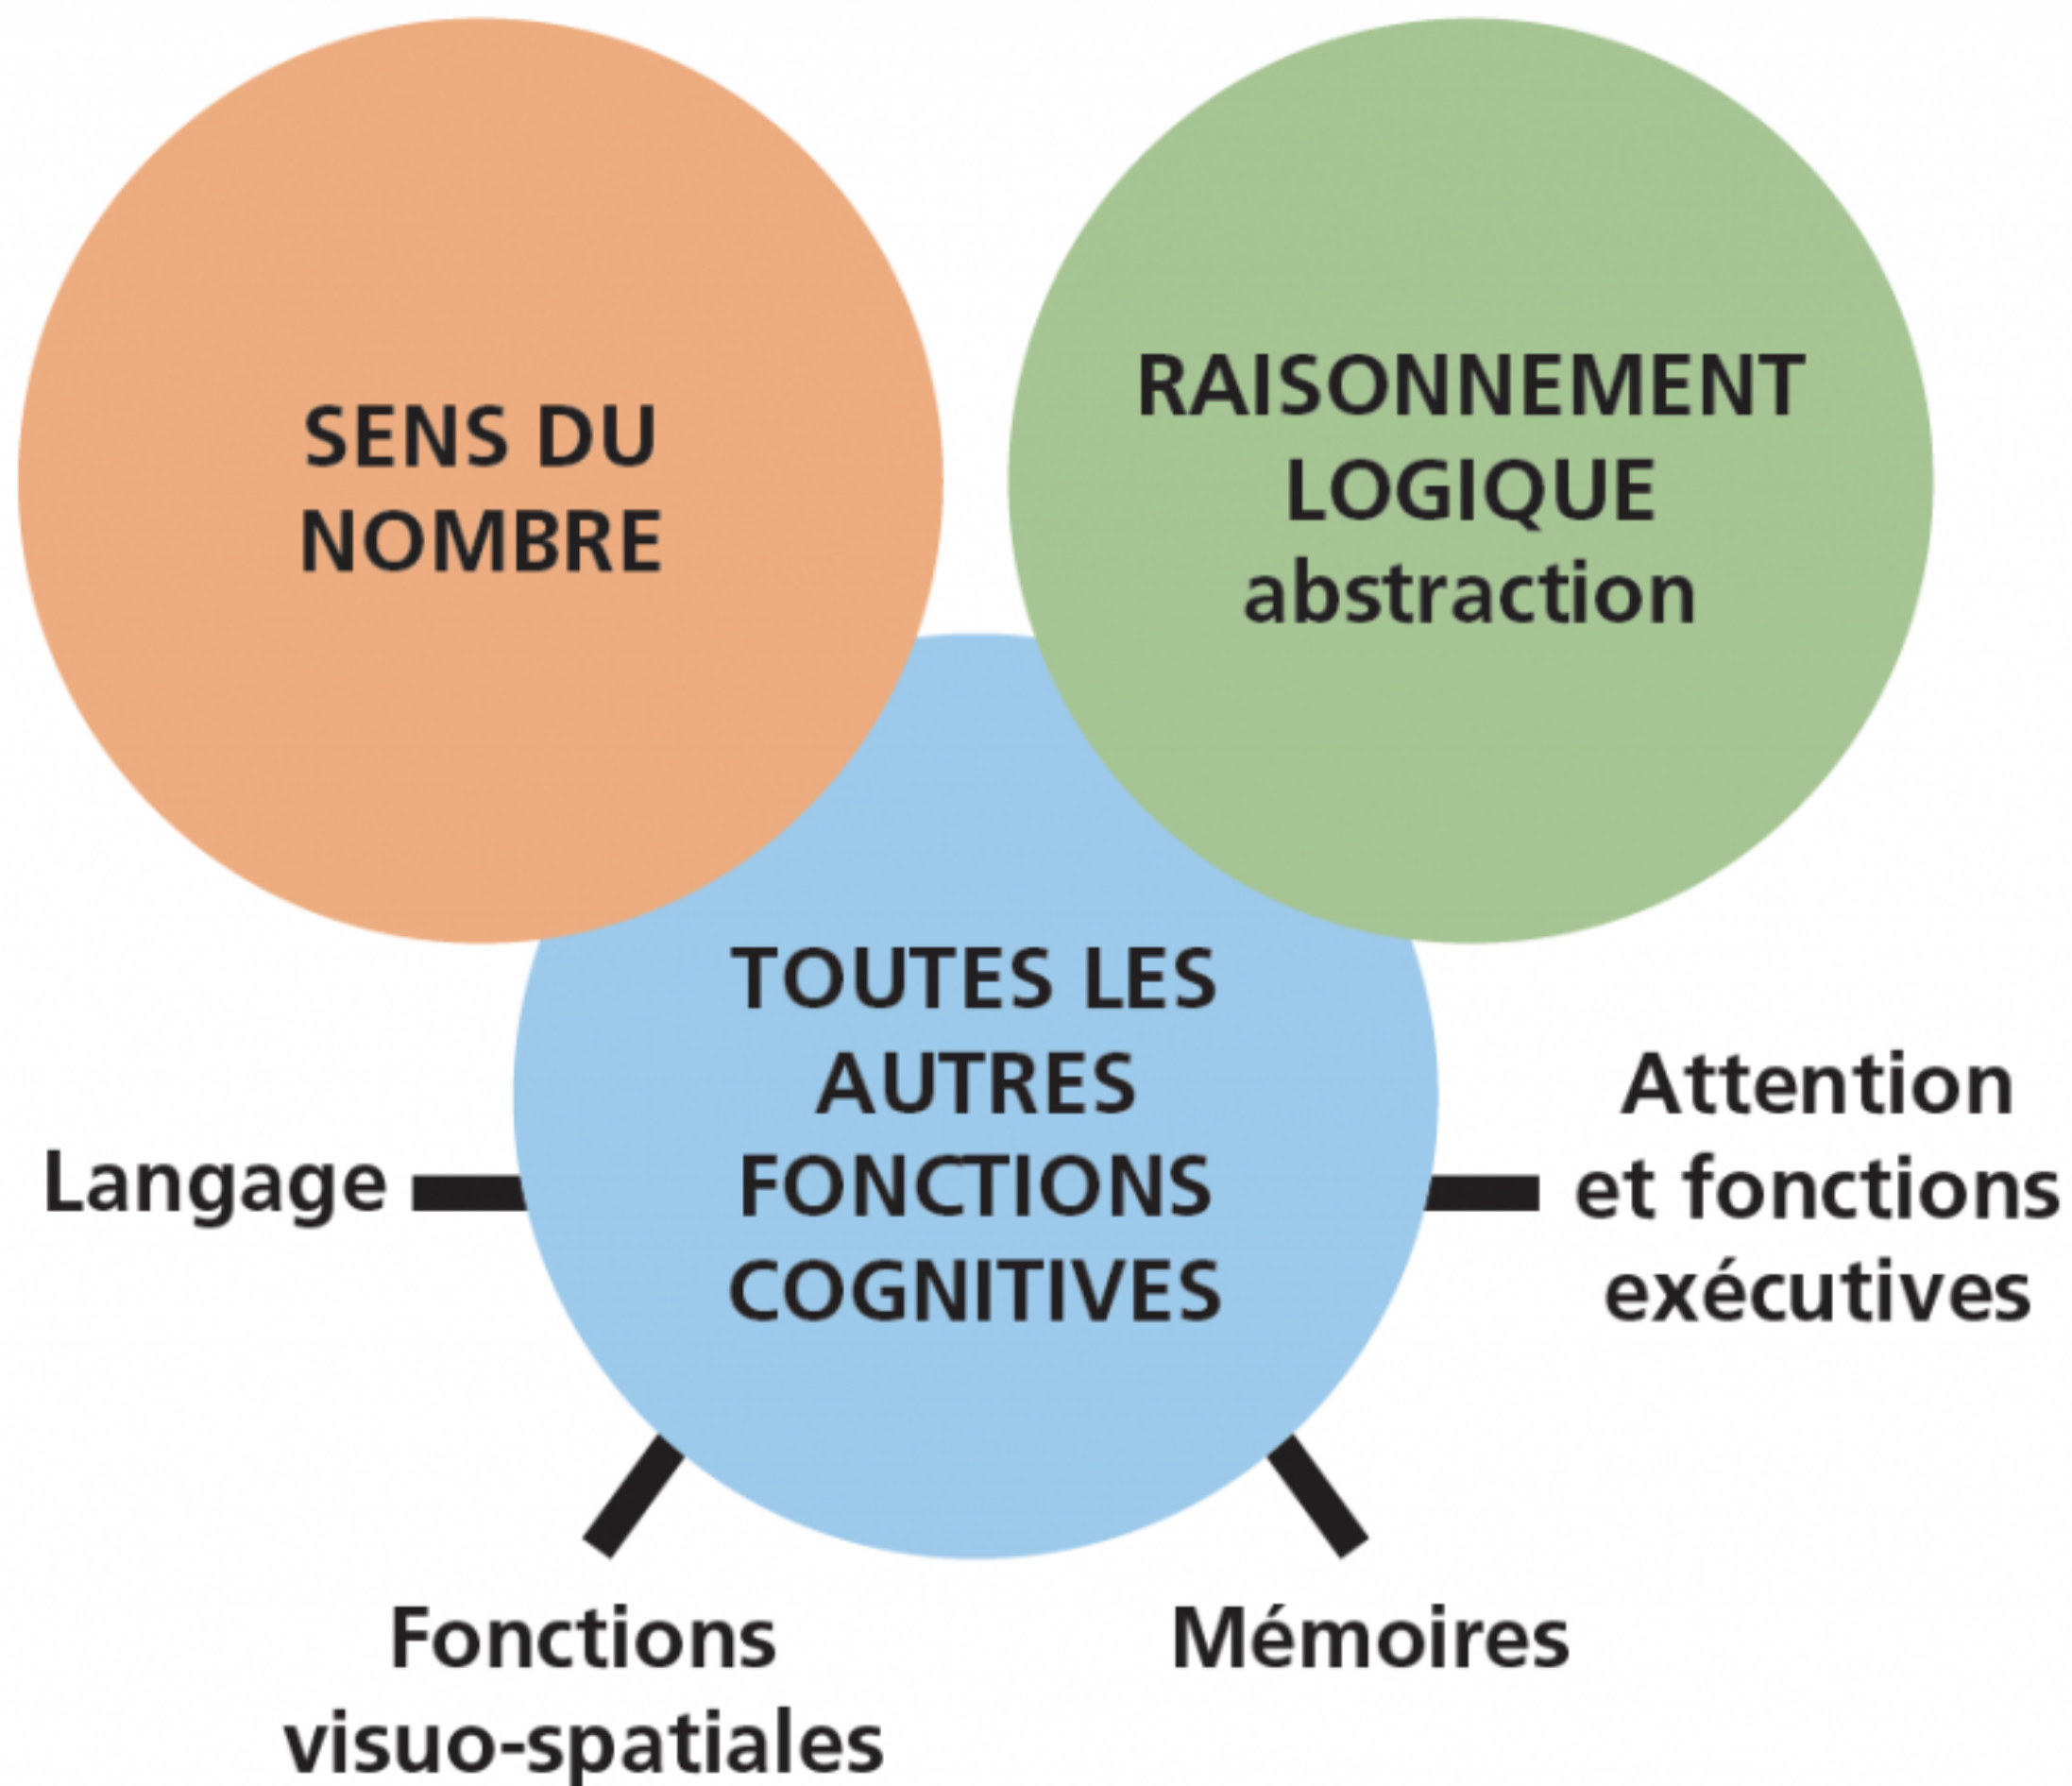 SENS DU
NOMBRE
RAISONNEMENT
LOGIQUE
abstraction
TOUTES LES
AUTRES
FONCTIONS
COGNITIVES
Langage
Attention
et fonctions
exécutives
Fonctions
visuo-spatiales
Mémoires